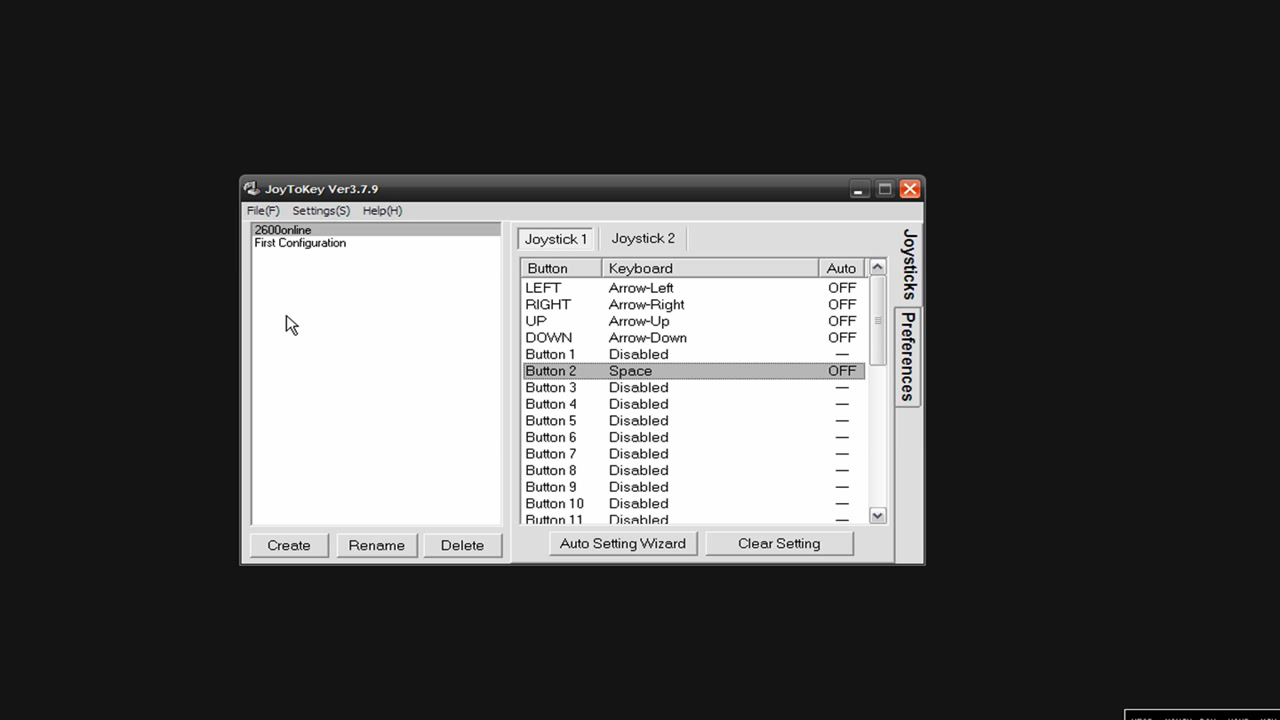 JoyToKey Ver3.7.9
File(F) Settings(S) Help(H)
2600online
First Configuration
Create Rename Delete
Joystick 1 Joystick 2
Button Keyboard Auto
LEFT Arrow-Left OFF
RIGHT Arrow-Right OFF
UP Arrow-Up OFF
DOWN Arrow-Down OFF
Button 1 Disabled —
Button 2 Space OFF
Button 3 Disabled —
Button 4 Disabled —
Button 5 Disabled —
Button 6 Disabled —
Button 7 Disabled —
Button 8 Disabled —
Button 9 Disabled —
Button 10 Disabled —
Button 11 Disabled —
Auto Setting Wizard Clear Setting
Joysticks
Preferences